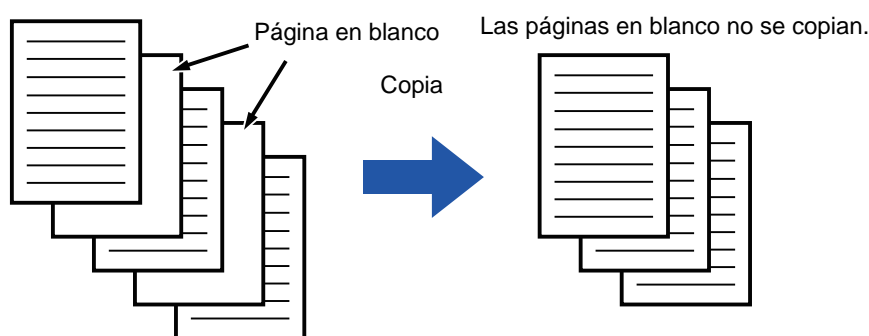 Página en blanco
Las páginas en blanco no se copian.
Copia